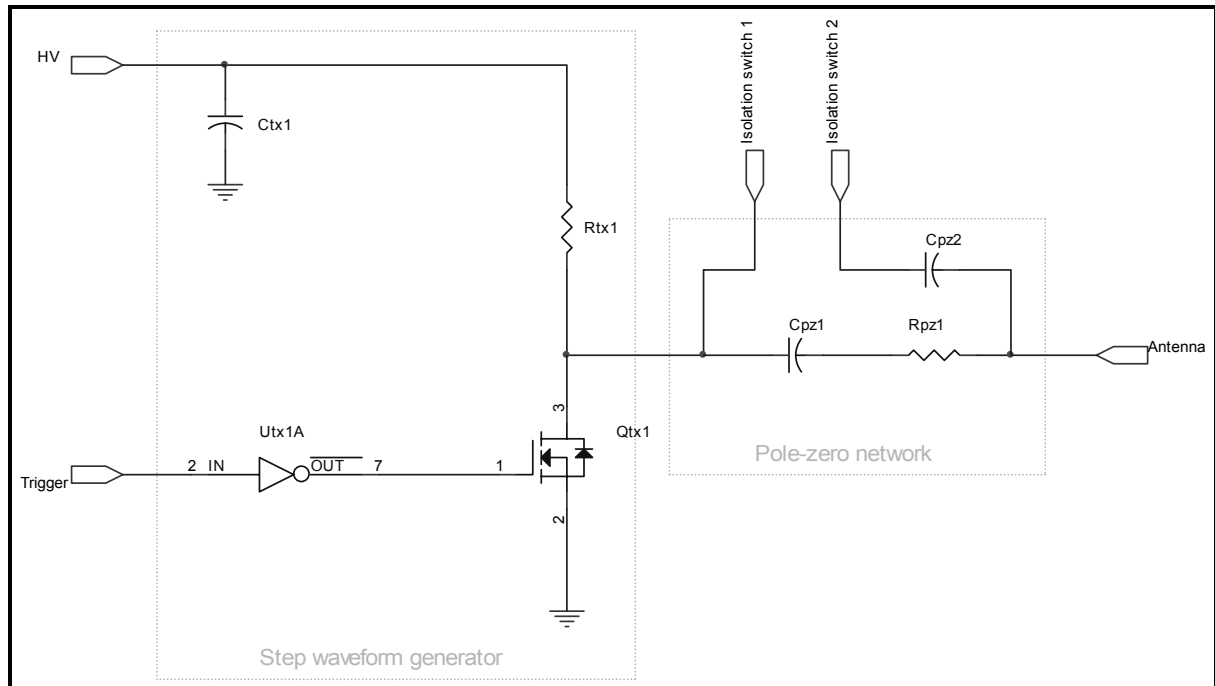 HV
Isolation switch 1
Isolation switch 2
Ctx1
Rtx1
Cpz2
Cpz1
Rpz1
Antenna
3
Utx1A
Qtx1
Pole-zero network
2 IN
OUT 7
1
Trigger
2
Step waveform generator